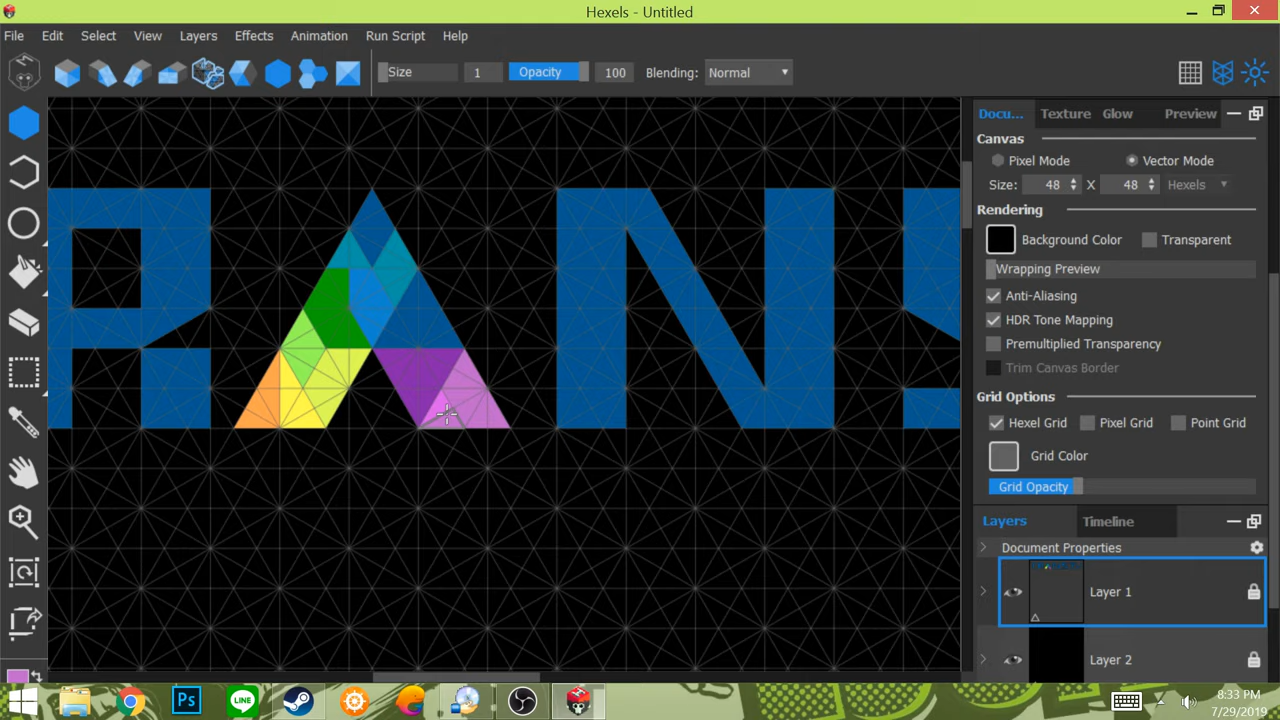 Hexels - Untitled
File Edit Select View Layers Effects Animation Run Script Help
Size 1 Opacity 100 Blending: Normal
Docu... Texture Glow Preview
Canvas
Pixel Mode Vector Mode
Size: 48 X 48 Hexels
Rendering
Background Color Transparent
Wrapping Preview
Anti-Aliasing
HDR Tone Mapping
Premultiplied Transparency
Trim Canvas Border
Grid Options
Hexel Grid Pixel Grid Point Grid
Grid Color
Grid Opacity
Layers Timeline
Document Properties
Layer 1
Layer 2
R A N
Ps LINE
8:33 PM
7/29/2019